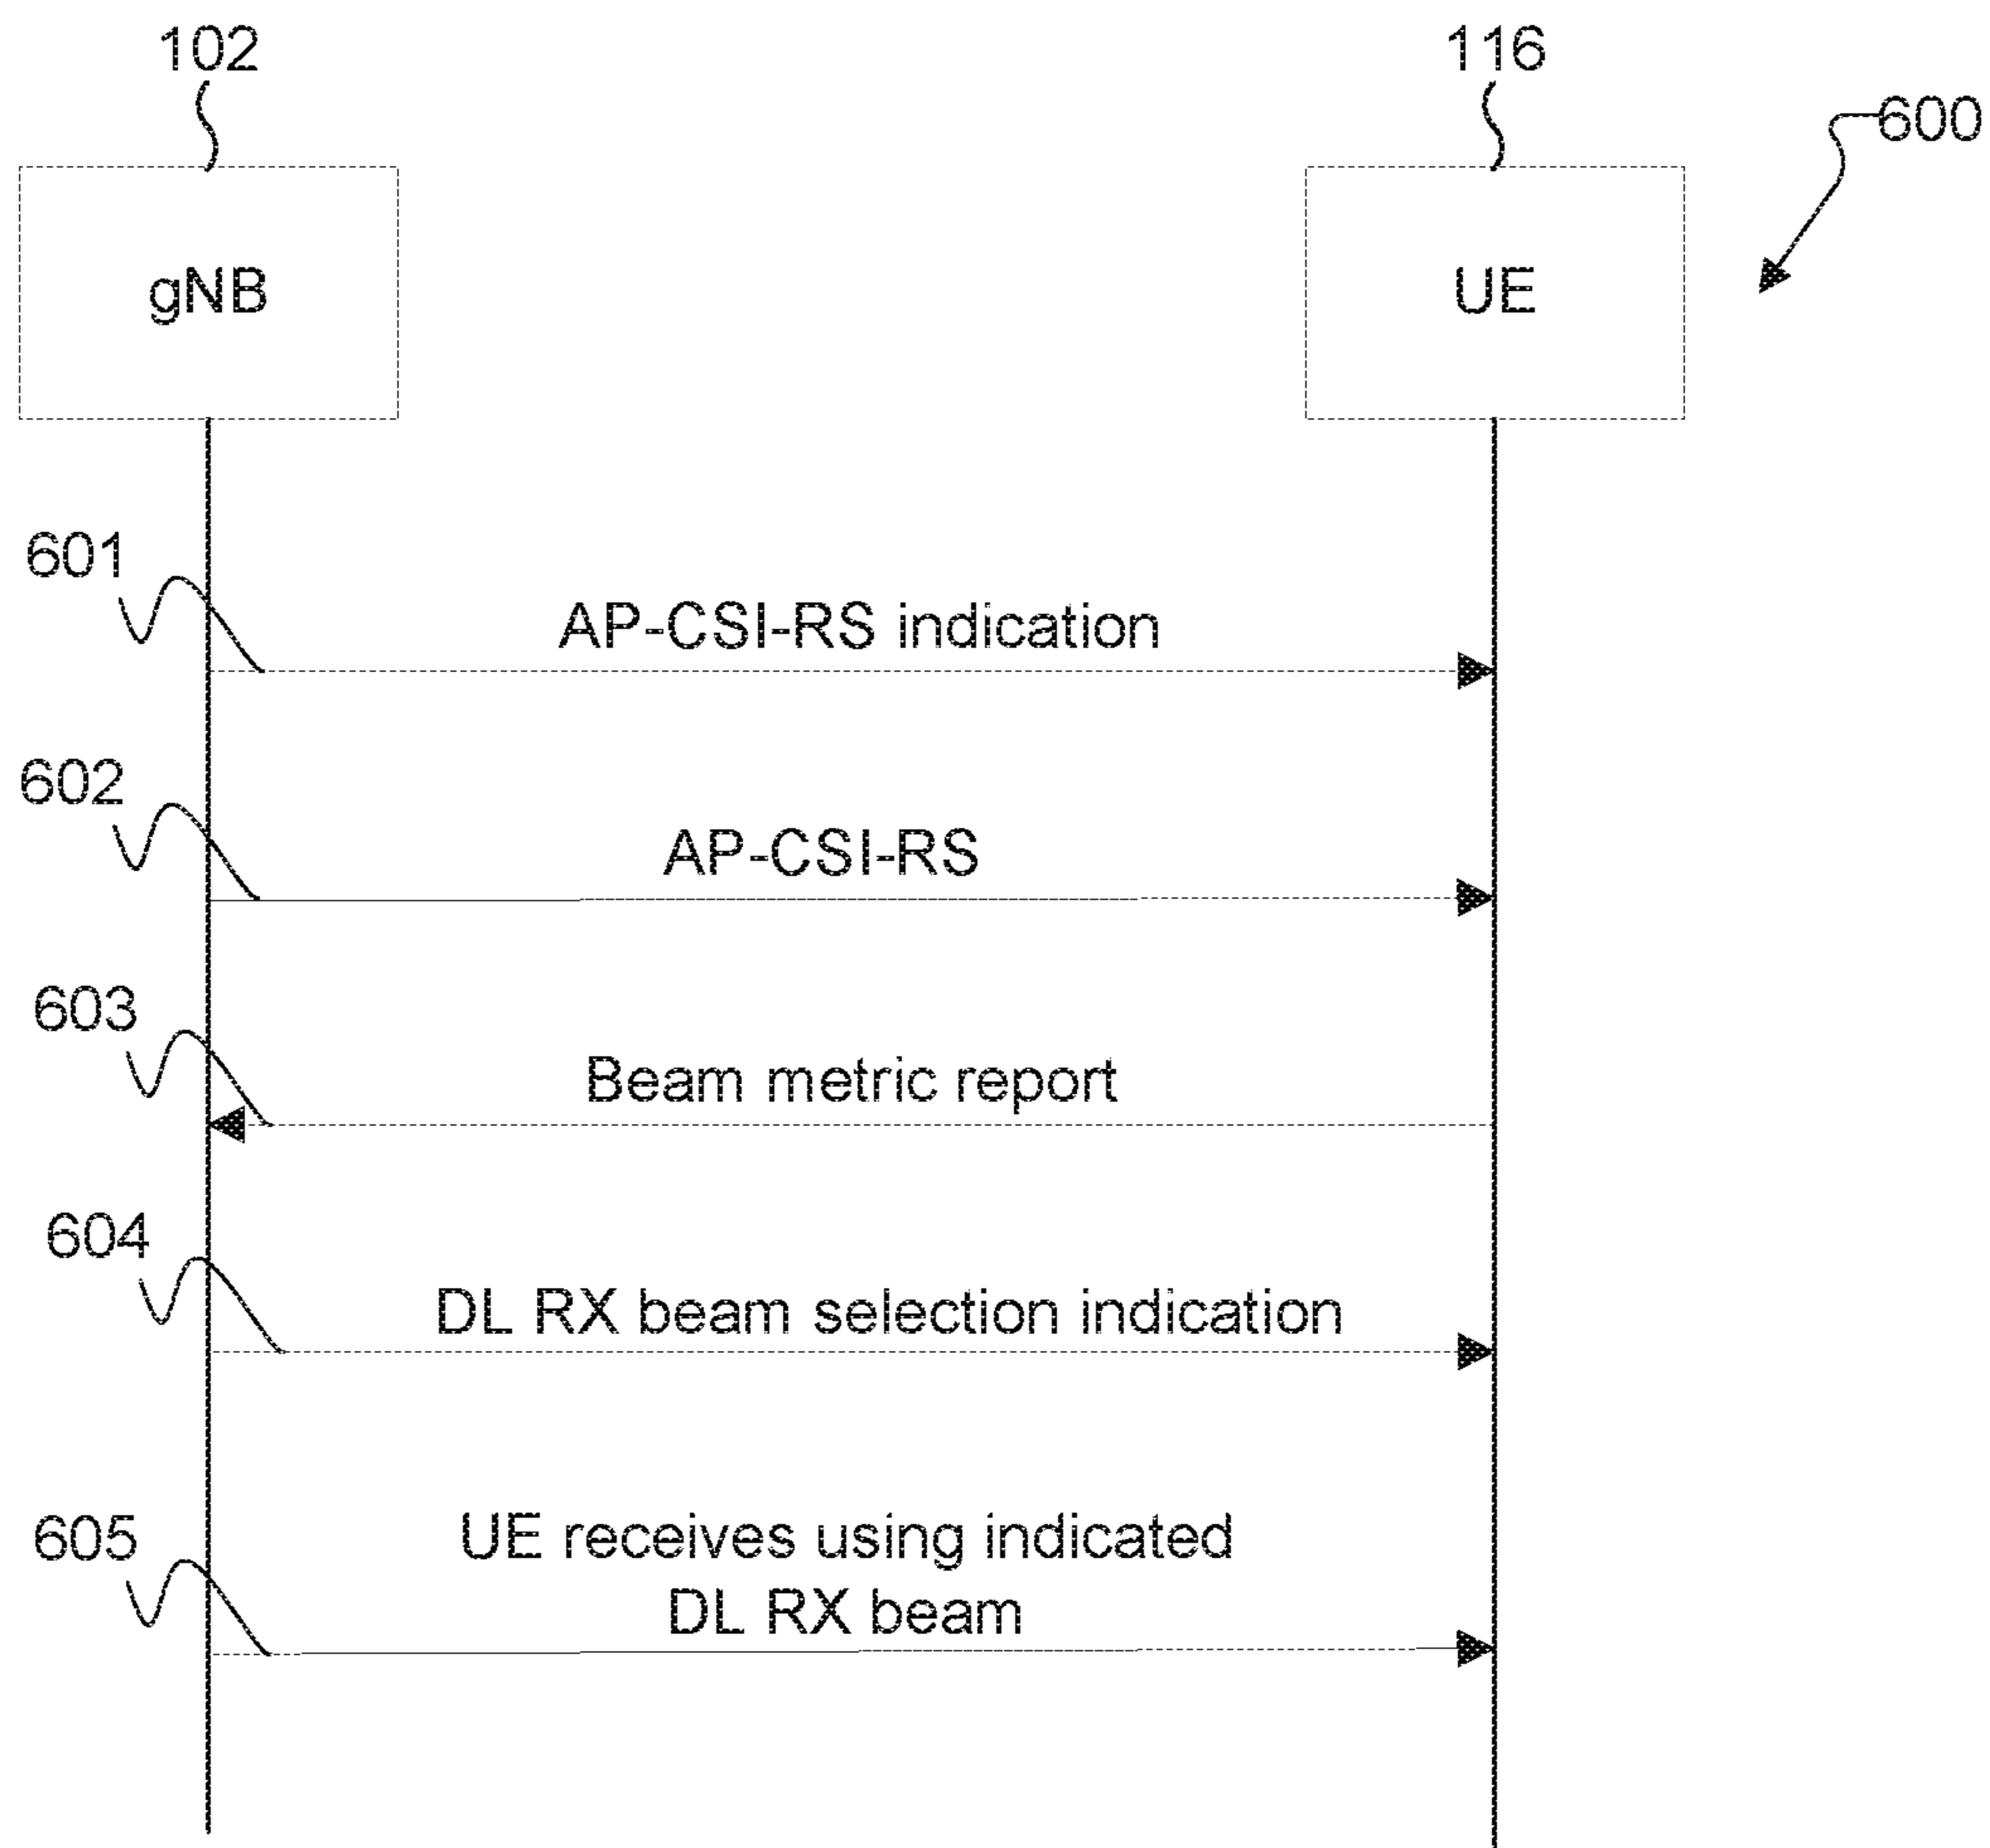 102
116
600
gNB
UE
601
AP-CSI-RS indication
602
AP-CSI-RS
603
Beam metric report
604
DL RX beam selection indication
605
UE receives using indicated
DL RX beam